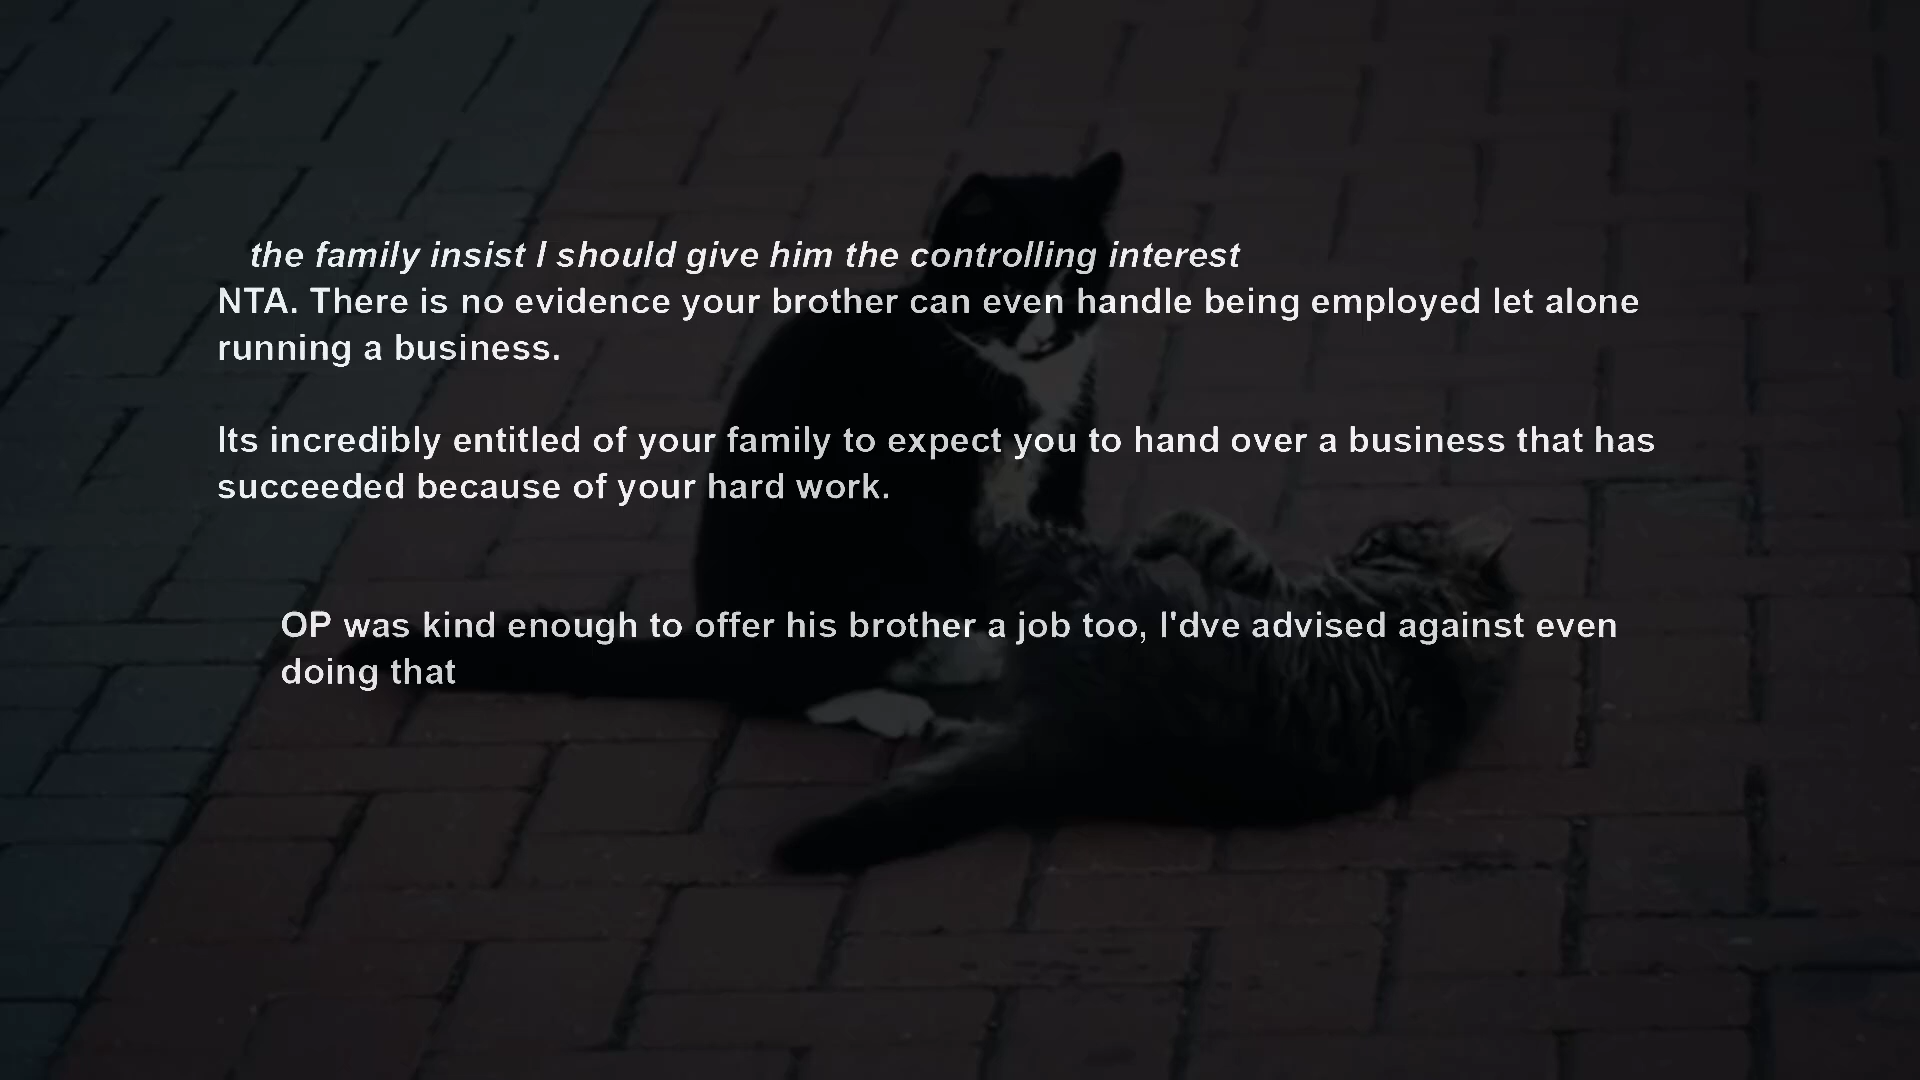 the family insist I should give him the controlling interest
NTA. There is no evidence your brother can even handle being employed let alone
running a business.
Its incredibly entitled of your family to expect you to hand over a business that has
succeeded because of your hard work.
OP was kind enough to offer his brother a job too, I'dve advised against even
doing that